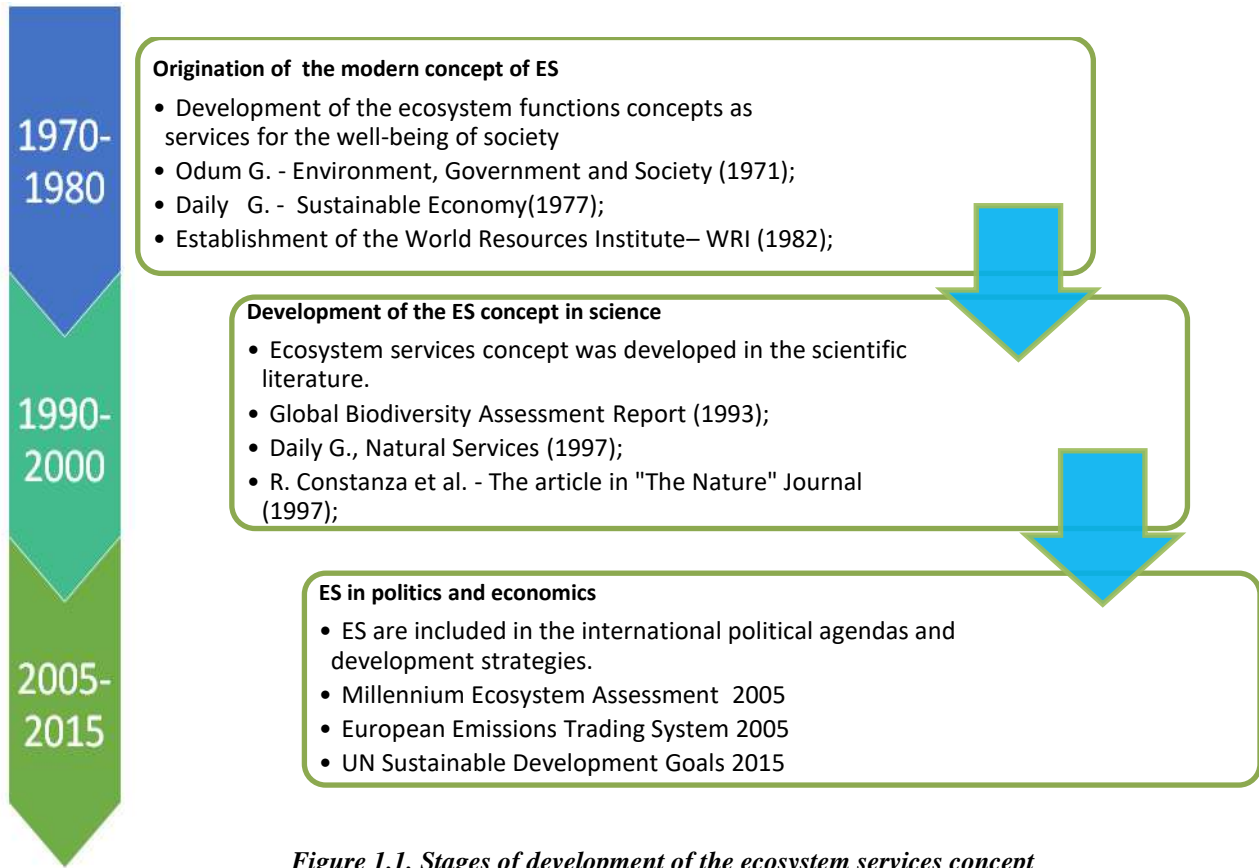 1970-
1980
Origination of the modern concept of ES
• Development of the ecosystem functions concepts as
services for the well-being of society
• Odum G. - Environment, Government and Society (1971);
• Daily G. - Sustainable Economy(1977);
• Establishment of the World Resources Institute– WRI (1982);
1990-
2000
Development of the ES concept in science
• Ecosystem services concept was developed in the scientific
literature.
• Global Biodiversity Assessment Report (1993);
• Daily G., Natural Services (1997);
• R. Constanza et al. - The article in "The Nature" Journal
(1997);
2005-
2015
ES in politics and economics
• ES are included in the international political agendas and
development strategies.
• Millennium Ecosystem Assessment 2005
• European Emissions Trading System 2005
• UN Sustainable Development Goals 2015
Figure 1.1. Stages of development of the ecosystem services concept